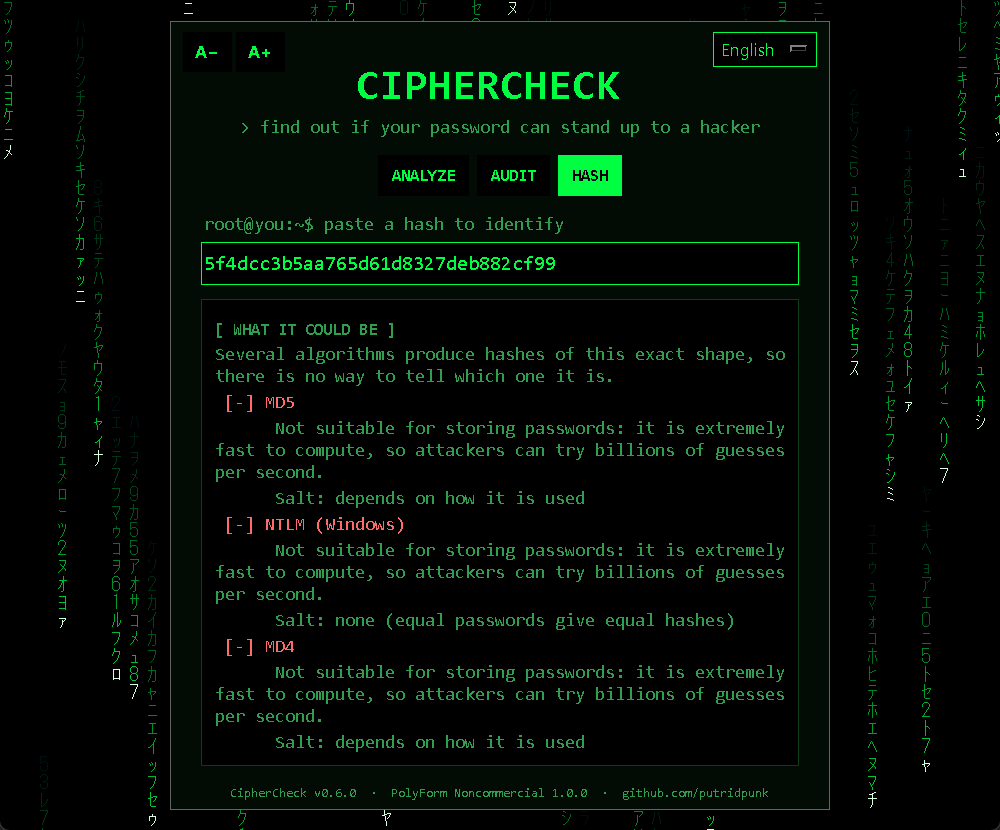 A-
A+
English
CIPHERCHECK
> find out if your password can stand up to a hacker
ANALYZE
AUDIT
HASH
root@you:~$ paste a hash to identify
5f4dcc3b5aa765d61d8327deb882cf99
[ WHAT IT COULD BE ]
Several algorithms produce hashes of this exact shape, so
there is no way to tell which one it is.
[-] MD5
Not suitable for storing passwords: it is extremely
fast to compute, so attackers can try billions of guesses
per second.
Salt: depends on how it is used
[-] NTLM (Windows)
Not suitable for storing passwords: it is extremely
fast to compute, so attackers can try billions of guesses
per second.
Salt: none (equal passwords give equal hashes)
[-] MD4
Not suitable for storing passwords: it is extremely
fast to compute, so attackers can try billions of guesses
per second.
Salt: depends on how it is used
CipherCheck v0.6.0 · PolyForm Noncommercial 1.0.0 · github.com/putridpunk